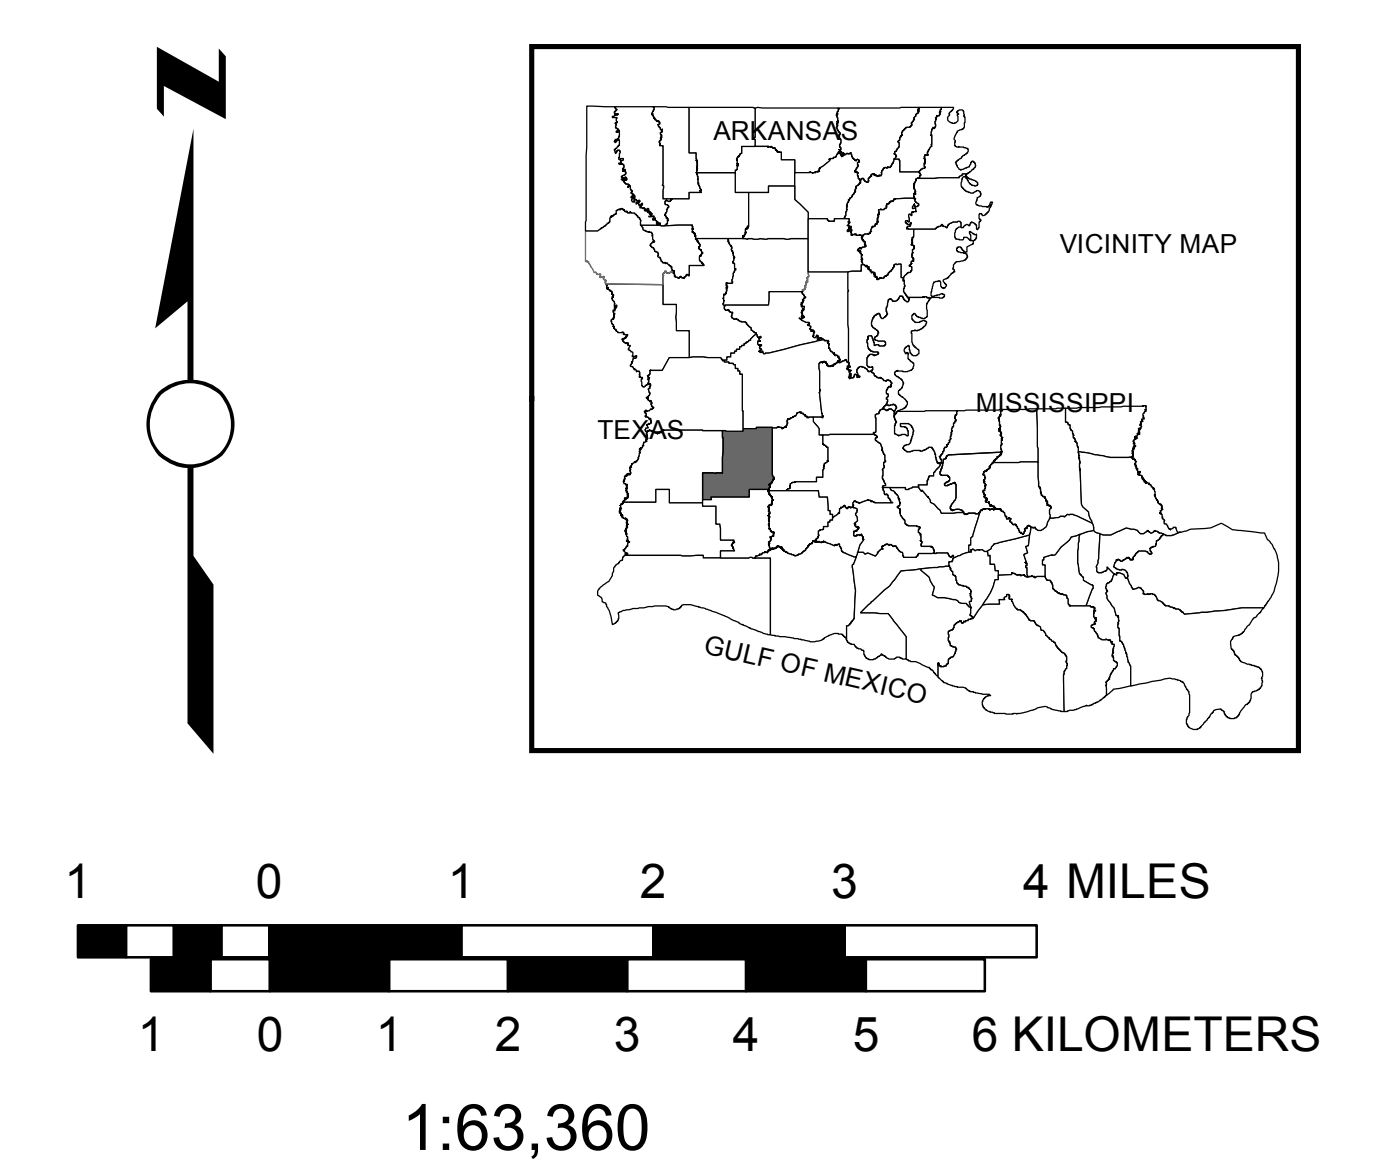 N
ARKANSAS
VICINITY MAP
MISSISSIPPI
TEXAS
GULF OF MEXICO
1 0 1 2 3 4 MILES
1 0 1 2 3 4 5 6 KILOMETERS
1:63,360